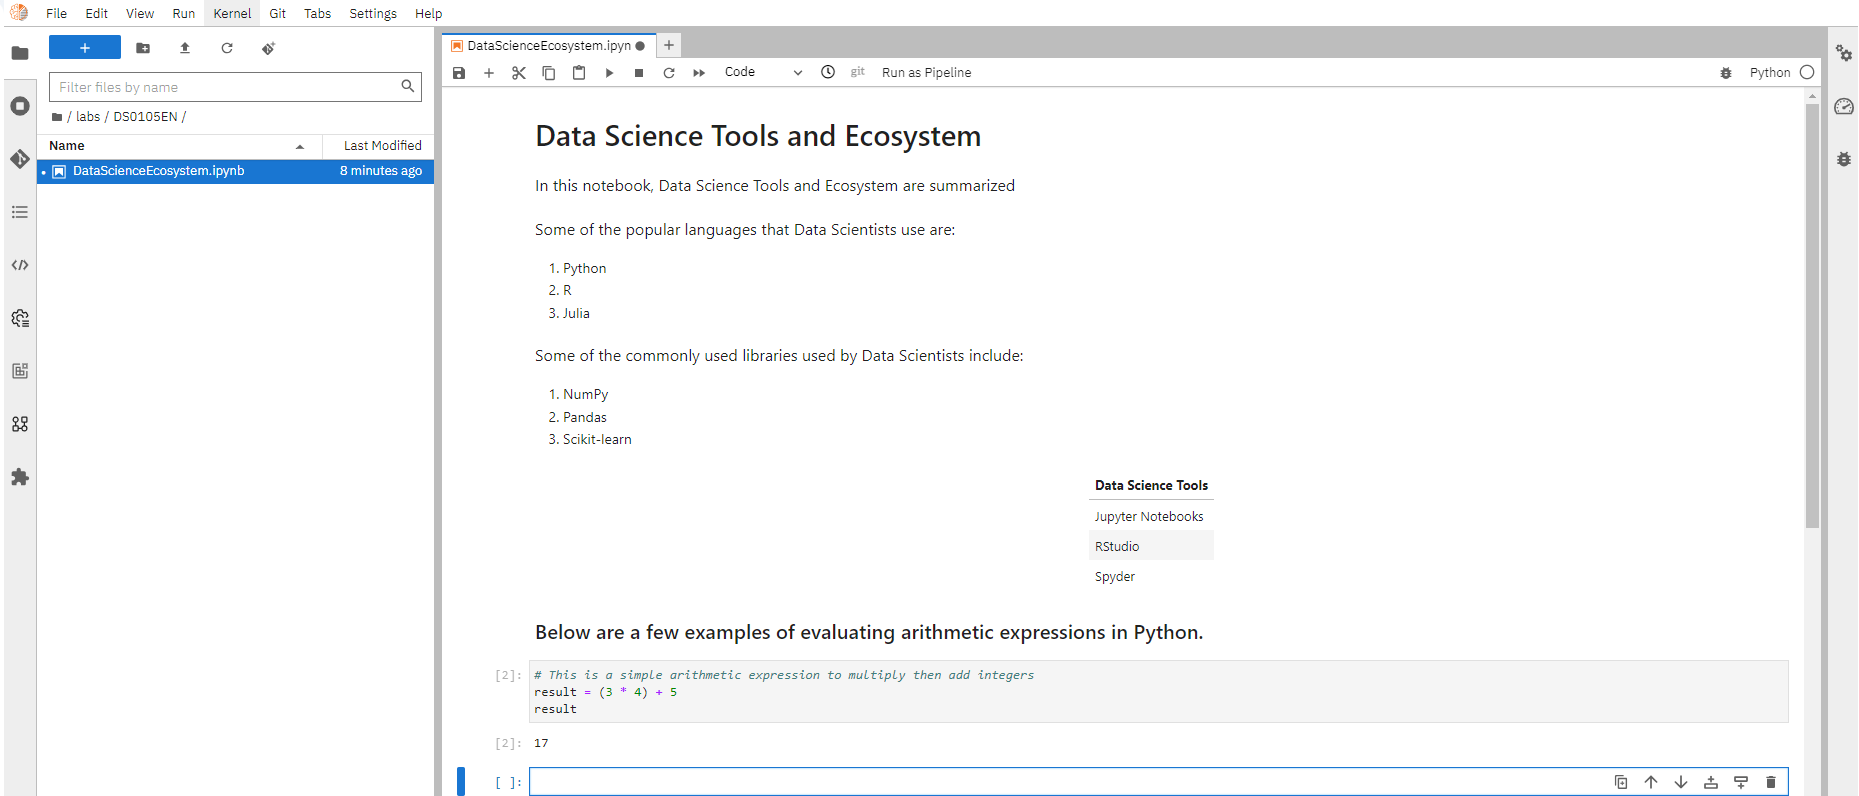 File Edit View Run Kernel Git Tabs Settings Help
+
Filter files by name
/ labs / DS0105EN /
Name Last Modified
DataScienceEcosystem.ipynb 8 minutes ago
DataScienceEcosystem.ipyn
Code git Run as Pipeline Python
Data Science Tools and Ecosystem
In this notebook, Data Science Tools and Ecosystem are summarized
Some of the popular languages that Data Scientists use are:
1. Python
2. R
3. Julia
Some of the commonly used libraries used by Data Scientists include:
1. NumPy
2. Pandas
3. Scikit-learn
Data Science Tools
Jupyter Notebooks
RStudio
Spyder
Below are a few examples of evaluating arithmetic expressions in Python.
[2]: # This is a simple arithmetic expression to multiply then add integers
result = (3 * 4) + 5
result
[2]: 17
[ ]: